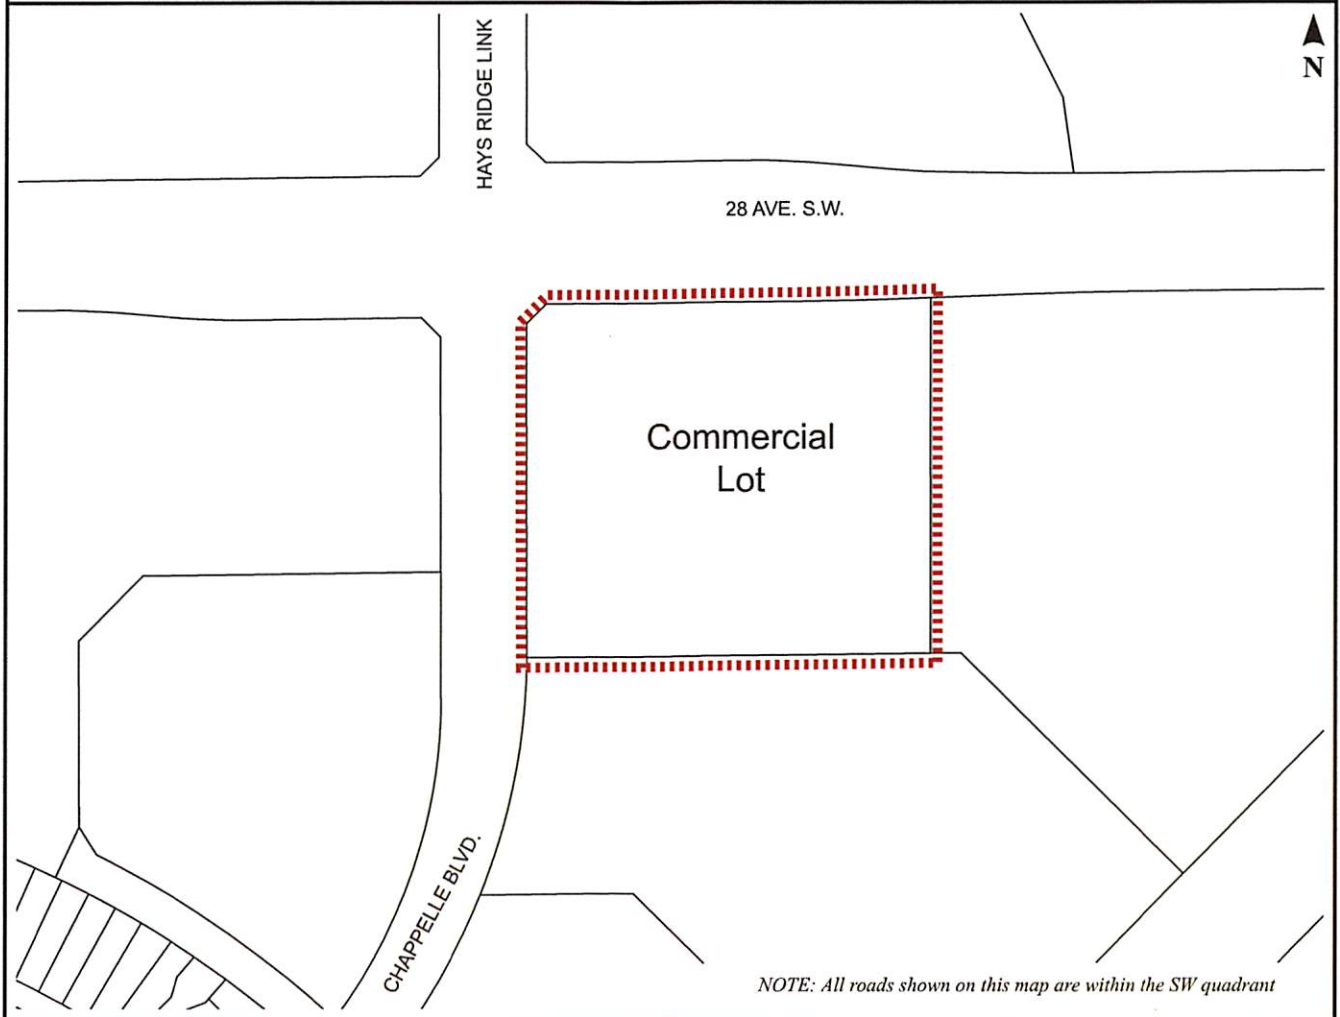 HAYS RIDGE LINK
N
28 AVE. S.W.
Commercial
Lot
CHAPPELLE BLVD.
NOTE: All roads shown on this map are within the SW quadrant